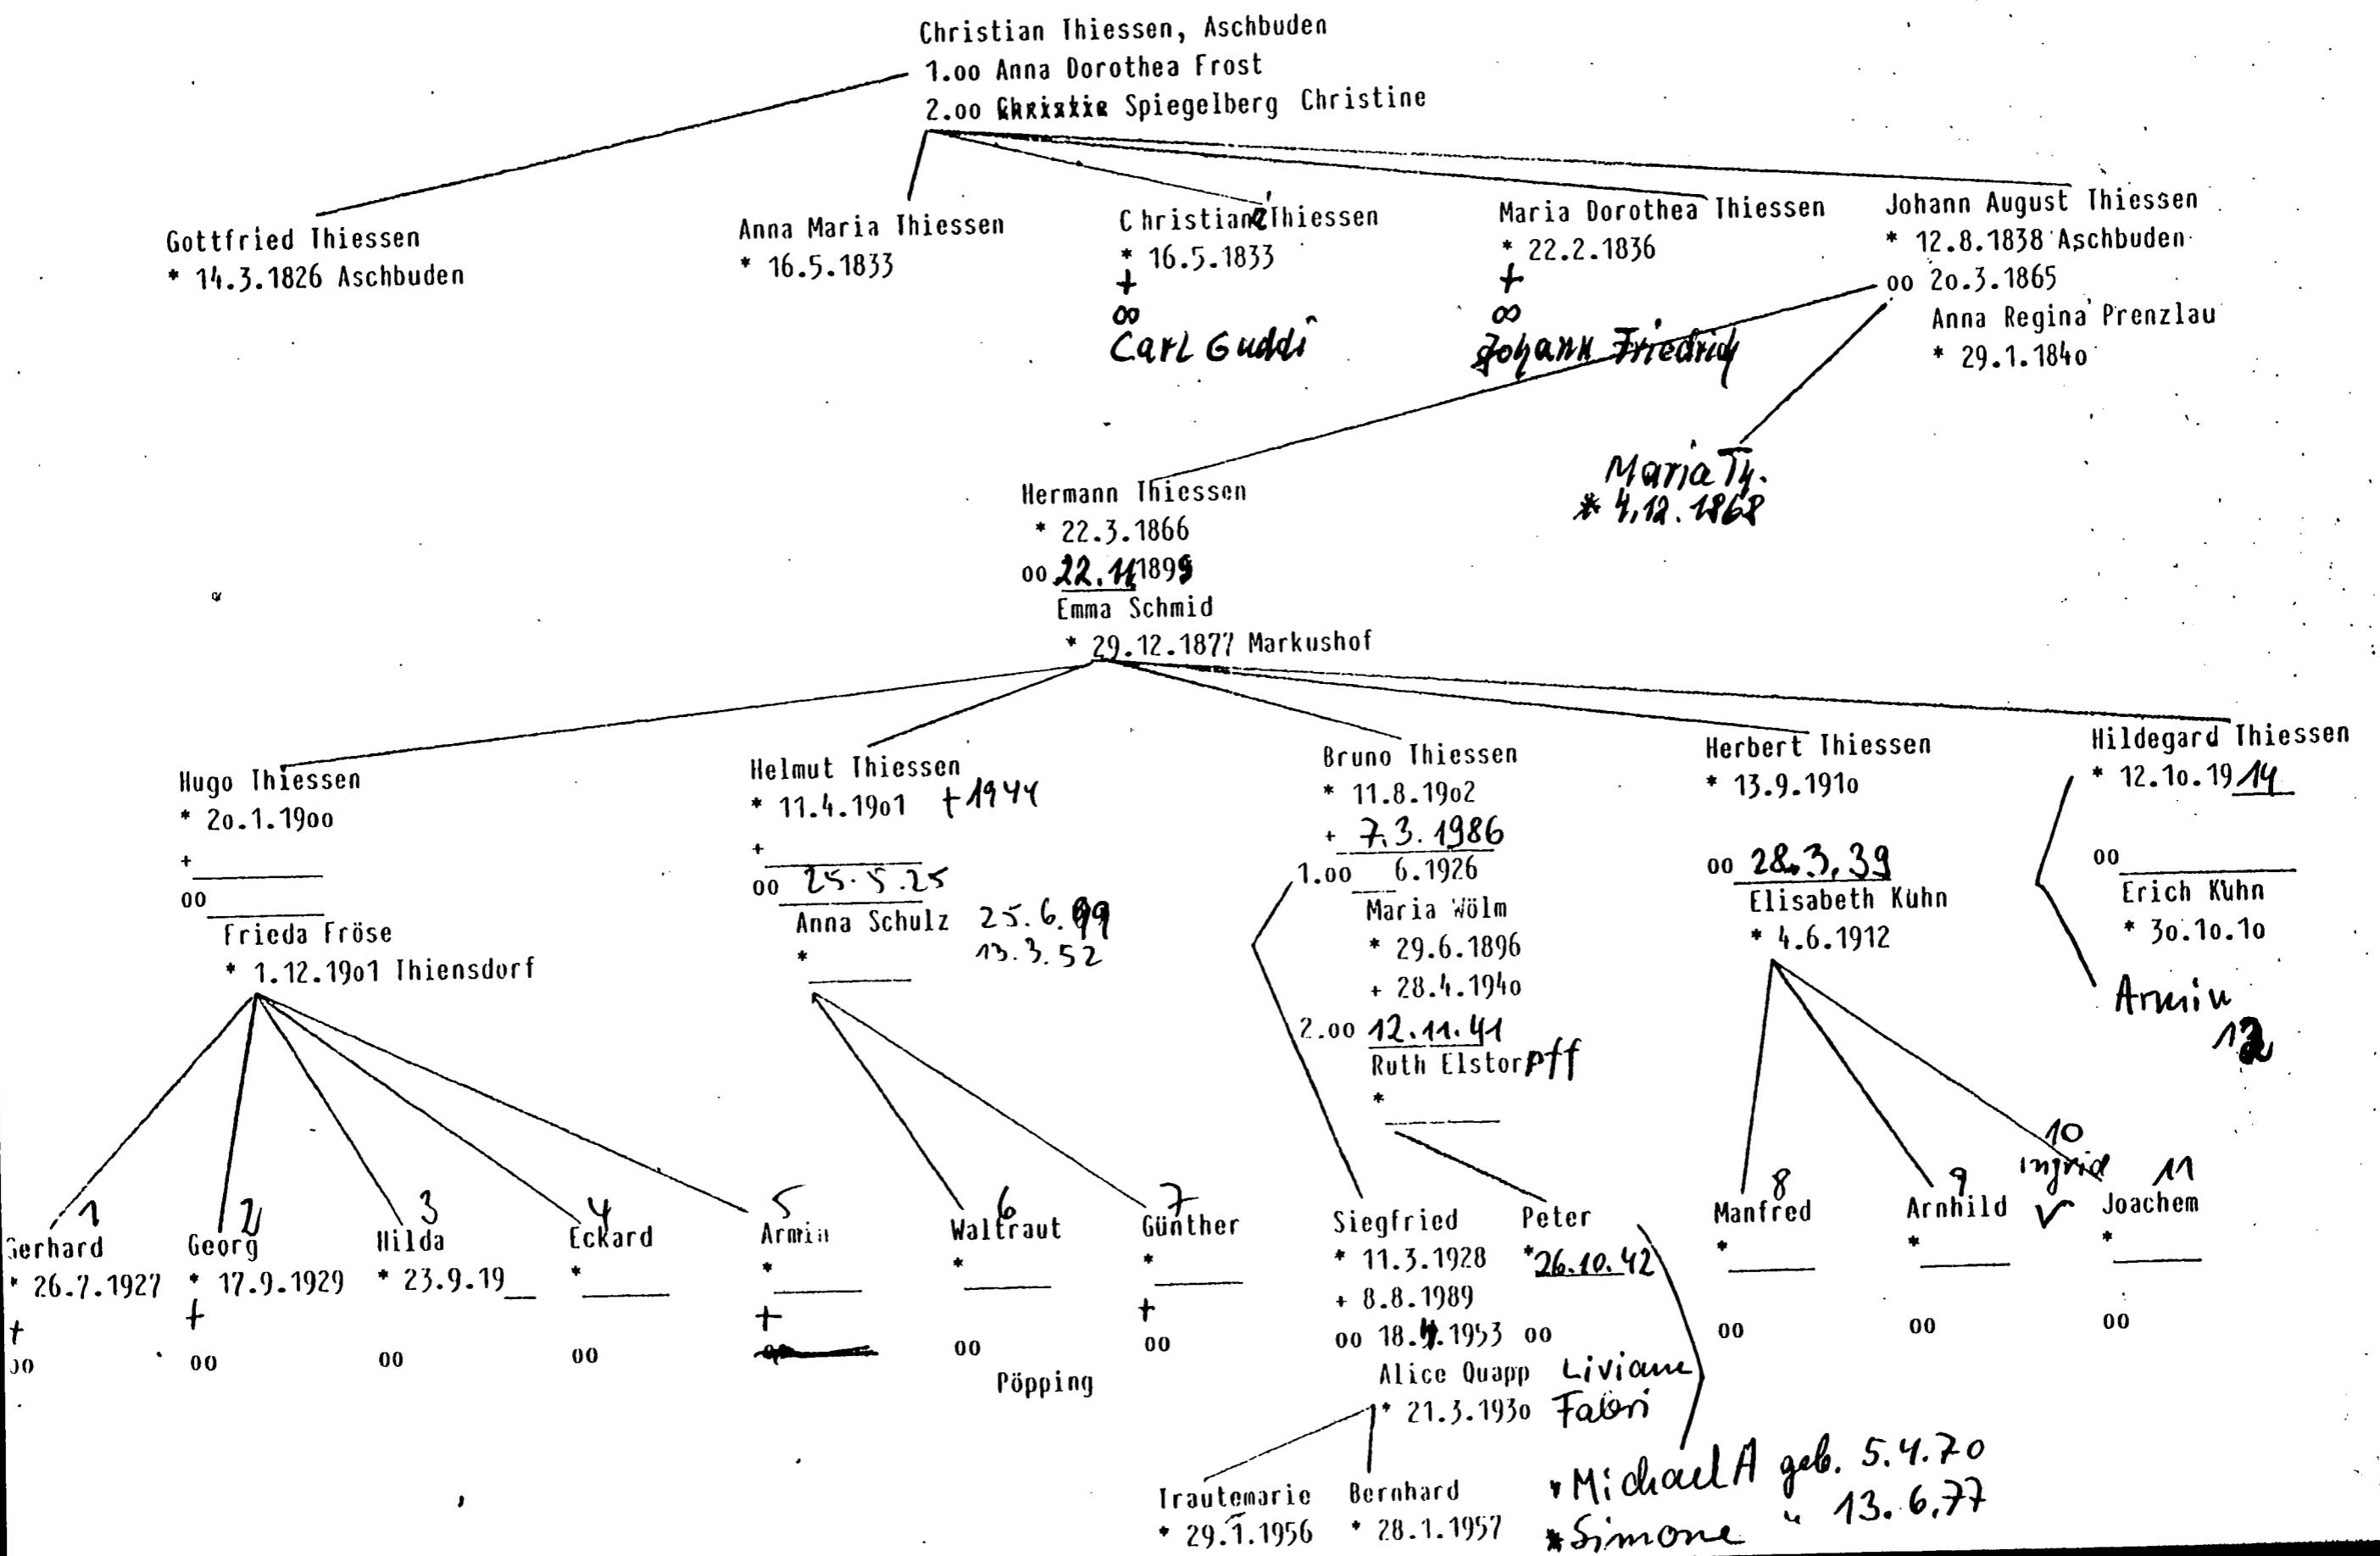 Christian Thiessen, Aschbuden
1.oo Anna Dorothea Frost
2.oo Spiegelberg Christine
Gottfried Thiessen
* 14.3.1826 Aschbuden
Anna Maria Thiessen
* 16.5.1833
Christiane Thiessen
* 16.5.1833
+
∞
Carl Guddi
Maria Dorothea Thiessen
* 22.2.1836
+
∞
Johann Friedrich
Johann August Thiessen
* 12.8.1838 Aschbuden
oo 2o.3.1865
Anna Regina Prenzlau
* 29.1.184o
Hermann Thiessen
* 22.3.1866
oo 22.11.1899
Emma Schmid
* 29.12.1877 Markushof
Maria Th.
* 4.12.1868
Hugo Thiessen
* 2o.1.19oo
+
oo
Frieda Fröse
* 1.12.19o1 Thiensdorf
Helmut Thiessen
* 11.4.19o1 + 1944
+
oo 25.5.25
Anna Schulz 25.6.99
* 13.3.52
Bruno Thiessen
* 11.8.19o2
+ 7.3.1986
1.oo 6.1926
Maria Wölm
* 29.6.1896
+ 28.4.194o
2.oo 12.11.41
Ruth Elstorpff
*
Herbert Thiessen
* 13.9.191o
oo 28.3.39
Elisabeth Kuhn
* 4.6.1912
Hildegard Thiessen
* 12.1o.1914
oo
Erich Kuhn
* 3o.1o.1o
Armin
12
1
Gerhard
* 26.7.1927
+
oo
2
Georg
* 17.9.1929
+
oo
3
Hilda
* 23.9.19__
oo
4
Eckard
*
oo
5
Armin
*
+
6
Waltraut
*
oo
Pöpping
7
Günther
*
+
oo
Siegfried
* 11.3.1928
+ 8.8.1989
oo 18.4.1953
Alice Quapp
* 21.3.193o
Peter
* 26.10.42
oo
Liviane
Fabri
8
Manfred
*
oo
9
Arnhild
*
oo
10
Ingrid
✓
11
Joachem
*
oo
Trautemarie
* 29.1.1956
Bernhard
* 28.1.1957
* Michael A geb. 5.4.70
* Simone " 13.6.77